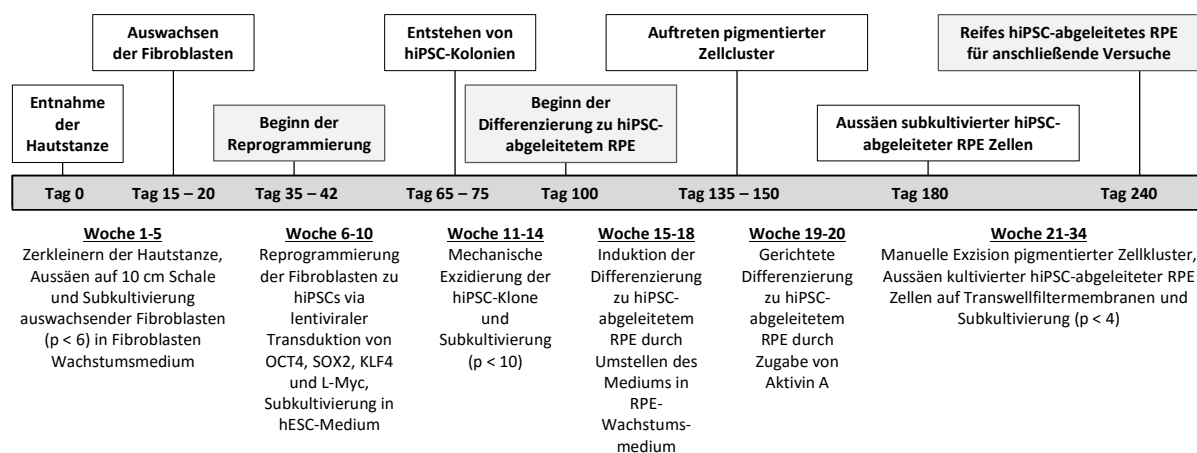 Entnahme
der
Hautstanze
Auswachsen
der Fibroblasten
Beginn der
Reprogrammierung
Entstehen von
hiPSC-Kolonien
Beginn der
Differenzierung zu hiPSC-
abgeleitetem RPE
Auftreten pigmentierter
Zellcluster
Aussäen subkultivierter hiPSC-
abgeleiteter RPE Zellen
Reifes hiPSC-abgeleitetes RPE
für anschließende Versuche
Tag 0
Tag 15 – 20
Tag 35 – 42
Tag 65 – 75
Tag 100
Tag 135 – 150
Tag 180
Tag 240
Woche 1-5
Zerkleinern der Hautstanze,
Aussäen auf 10 cm Schale
und Subkultivierung
auswachsender Fibroblasten
(p < 6) in Fibroblasten
Wachstumsmedium
Woche 6-10
Reprogrammierung
der Fibroblasten zu
hiPSCs via
lentiviraler
Transduktion von
OCT4, SOX2, KLF4
und L-Myc,
Subkultivierung in
hESC-Medium
Woche 11-14
Mechanische
Exzidierung der
hiPSC-Klone
und
Subkultivierung
(p < 10)
Woche 15-18
Induktion der
Differenzierung
zu hiPSC-
abgeleitetem
RPE durch
Umstellen des
Mediums in
RPE-
Wachstums-
medium
Woche 19-20
Gerichtete
Differenzierung
zu hiPSC-
abgeleitetem
RPE durch
Zugabe von
Aktivin A
Woche 21-34
Manuelle Exzision pigmentierter Zellkluster,
Aussäen kultivierter hiPSC-abgeleiteter RPE
Zellen auf Transwellfiltermembranen und
Subkultivierung (p < 4)